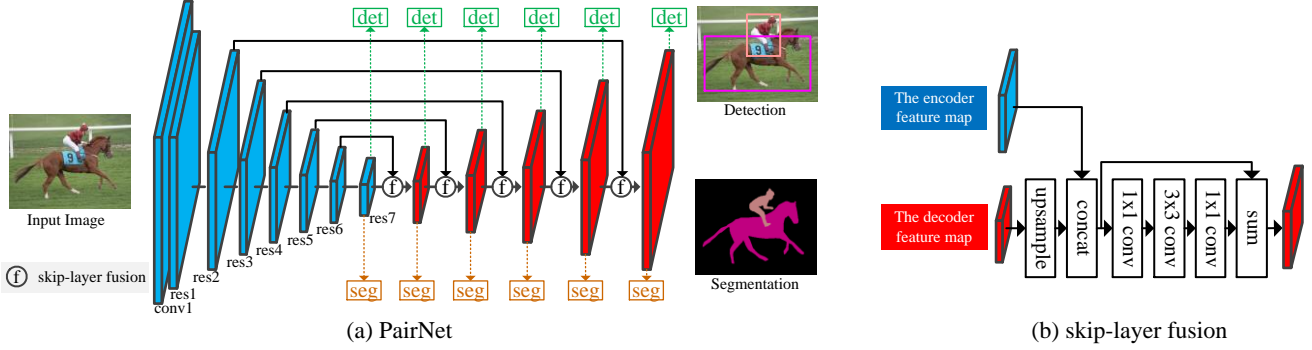 det det det det det det
9
Detection
9
Input Image
res7
res6
res5
res4
res3
res2
res1
conv1
f f f f f
f skip-layer fusion
seg seg seg seg seg seg
Segmentation
(a) PairNet
The encoder
feature map
The decoder
feature map
upsample
concat
1x1 conv
3x3 conv
1x1 conv
sum
(b) skip-layer fusion